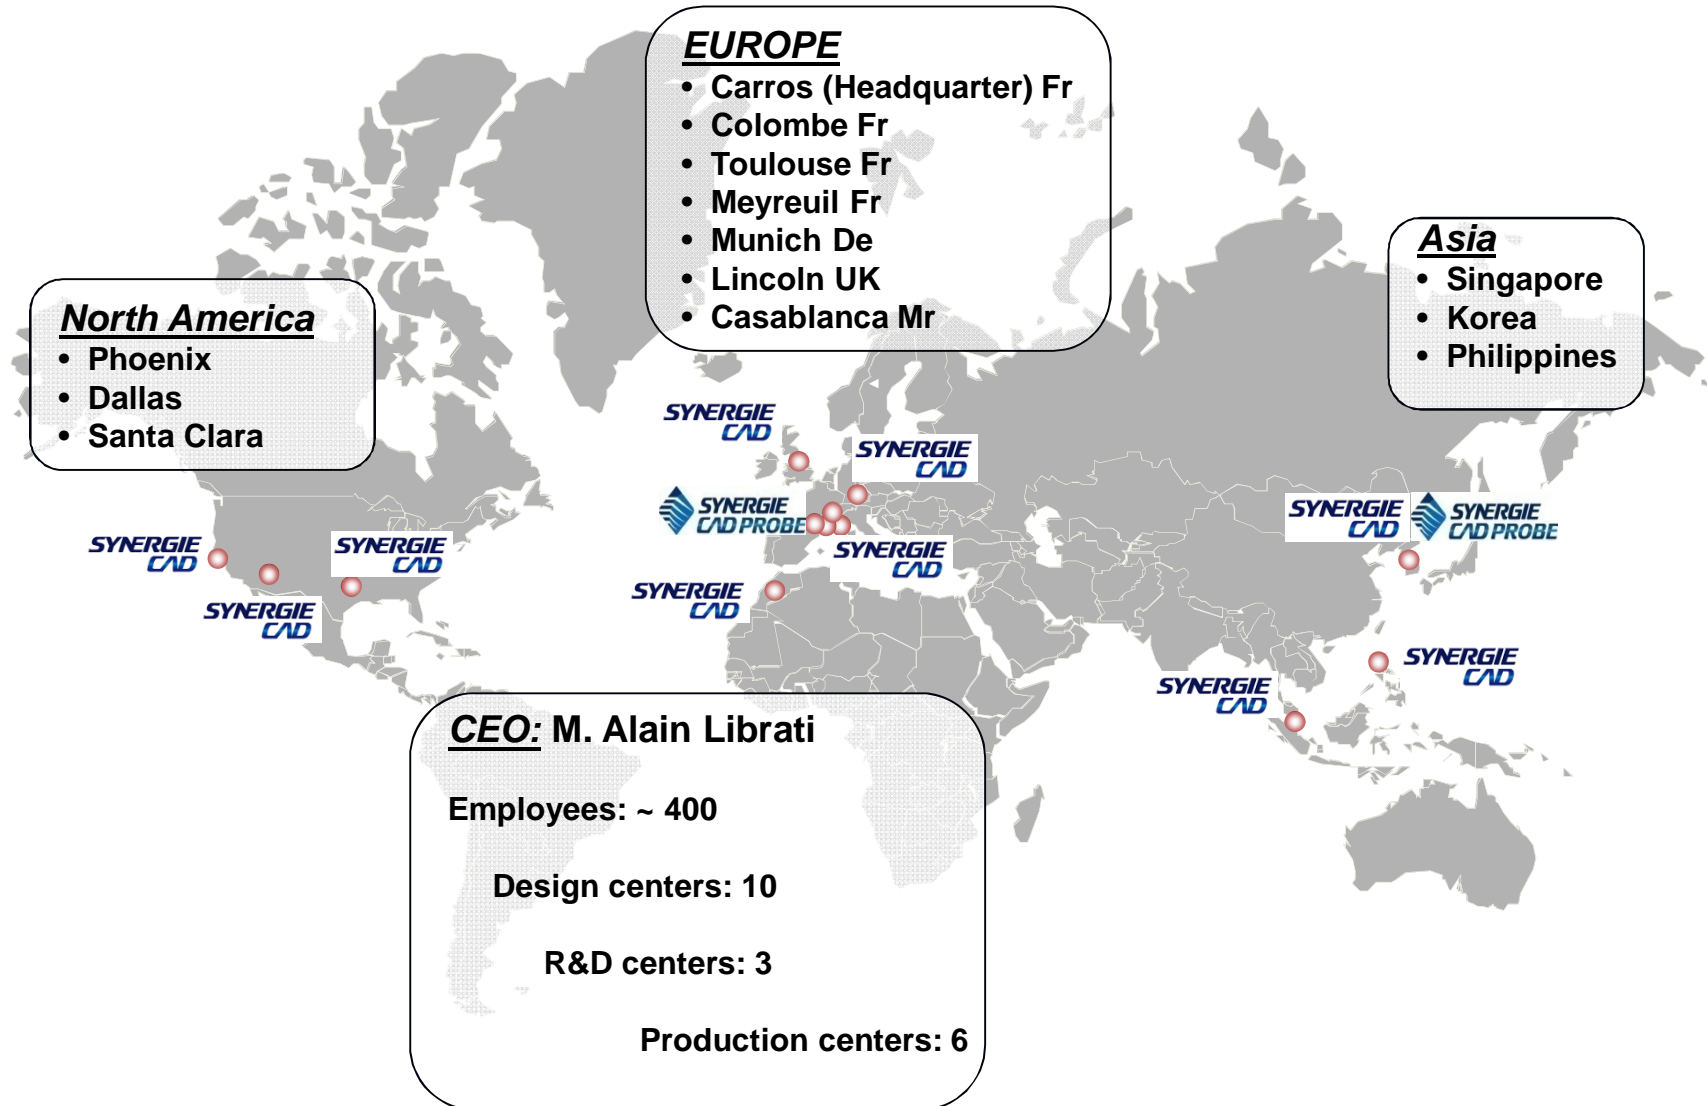 EUROPE
• Carros (Headquarter) Fr
• Colombe Fr
• Toulouse Fr
• Meyreuil Fr
• Munich De
• Lincoln UK
• Casablanca Mr
Asia
• Singapore
• Korea
• Philippines
North America
• Phoenix
• Dallas
• Santa Clara
SYNERGIE
CAD
SYNERGIE
CAD
SYNERGIE
CAD PROBE
SYNERGIE
CAD
SYNERGIE
CAD PROBE
SYNERGIE
CAD
SYNERGIE
CAD
SYNERGIE
CAD
SYNERGIE
CAD
SYNERGIE
CAD
SYNERGIE
CAD
SYNERGIE
CAD
CEO: M. Alain Librati
Employees: ~ 400
Design centers: 10
R&D centers: 3
Production centers: 6